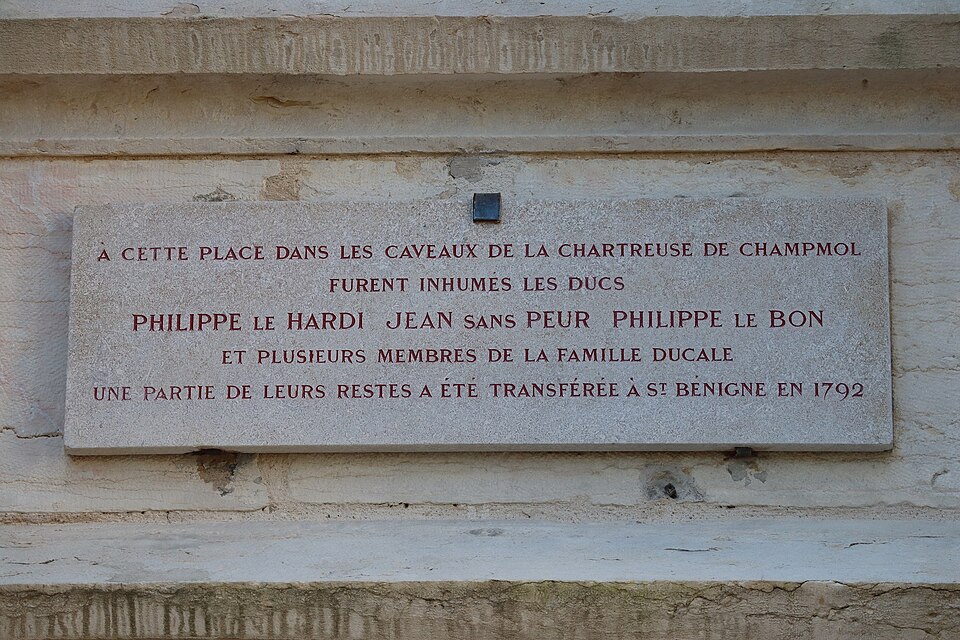 À CETTE PLACE DANS LES CAVEAUX DE LA CHARTREUSE DE CHAMPMOL
FURENT INHUMÉS LES DUCS
PHILIPPE LE HARDI JEAN SANS PEUR PHILIPPE LE BON
ET PLUSIEURS MEMBRES DE LA FAMILLE DUCALE
UNE PARTIE DE LEURS RESTES A ÉTÉ TRANSFÉRÉE À ST BÉNIGNE EN 1792